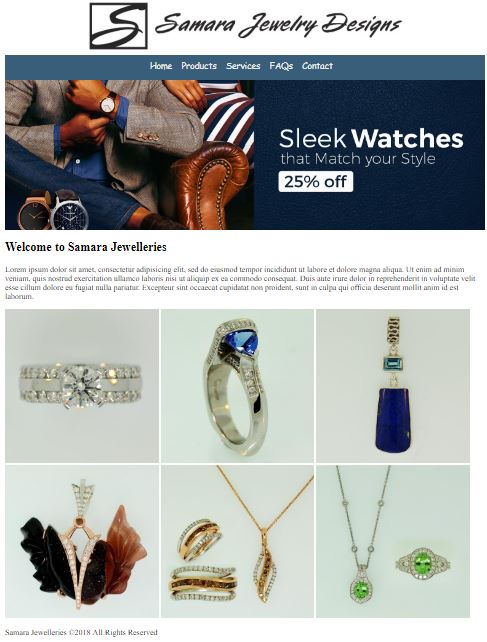 Samara Jewelry Designs
Home Products Services FAQs Contact
Sleek Watches
that Match your Style
25% off
Welcome to Samara Jewelleries
Lorem ipsum dolor sit amet, consectetur adipisicing elit, sed do eiusmod tempor incididunt ut labore et dolore magna aliqua. Ut enim ad minim
veniam, quis nostrud exercitation ullamco laboris nisi ut aliquip ex ea commodo consequat. Duis aute irure dolor in reprehenderit in voluptate velit
esse cillum dolore eu fugiat nulla pariatur. Excepteur sint occaecat cupidatat non proident, sunt in culpa qui officia deserunt mollit anim id est
laborum.
Samara Jewelleries ©2018 All Rights Reserved